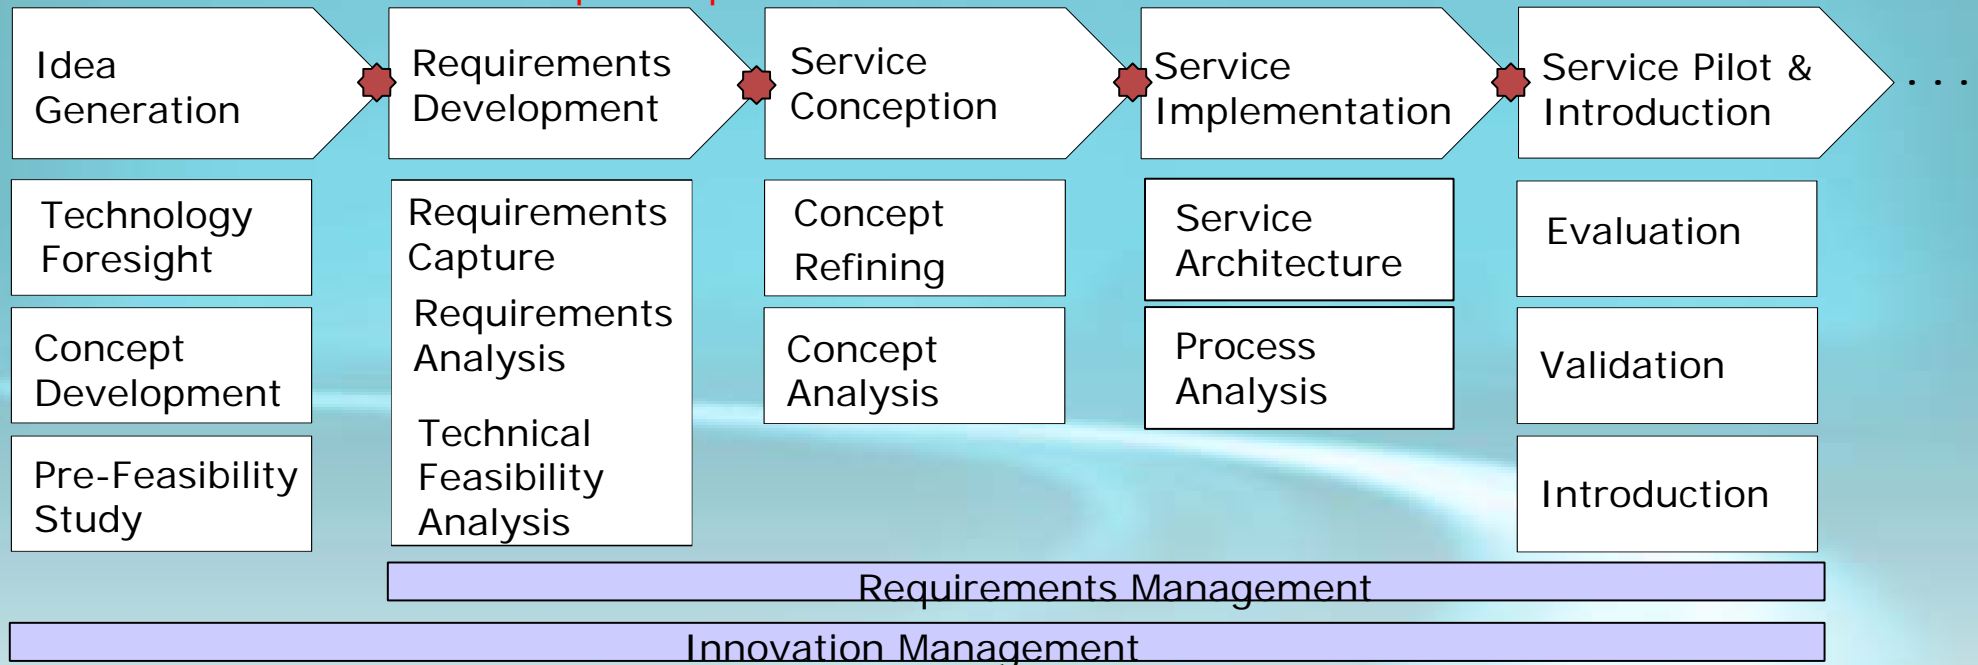 Idea
Generation
Requirements
Development
Service
Conception
Service
Implementation
Service Pilot &
Introduction
...
Technology
Foresight
Concept
Development
Pre-Feasibility
Study
Requirements
Capture
Requirements
Analysis
Technical
Feasibility
Analysis
Concept
Refining
Concept
Analysis
Service
Architecture
Process
Analysis
Evaluation
Validation
Introduction
Requirements Management
Innovation Management